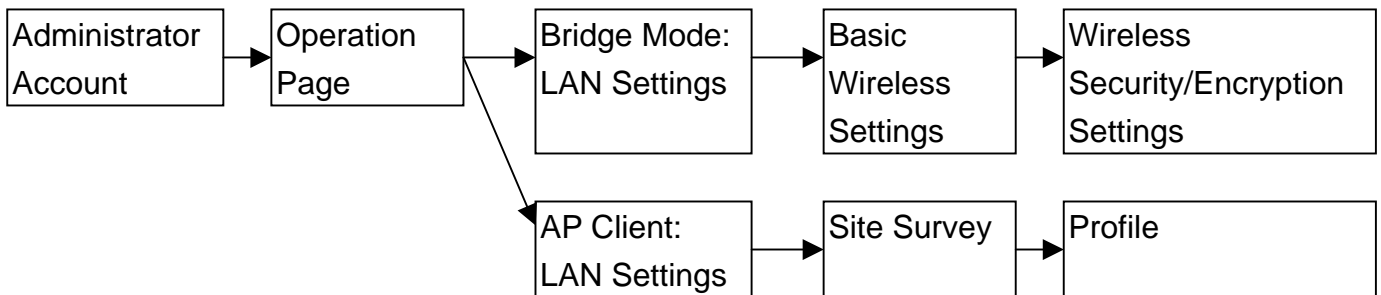 Administrator
Account
Operation
Page
Bridge Mode:
LAN Settings
Basic
Wireless
Settings
Wireless
Security/Encryption
Settings
AP Client:
LAN Settings
Site Survey
Profile